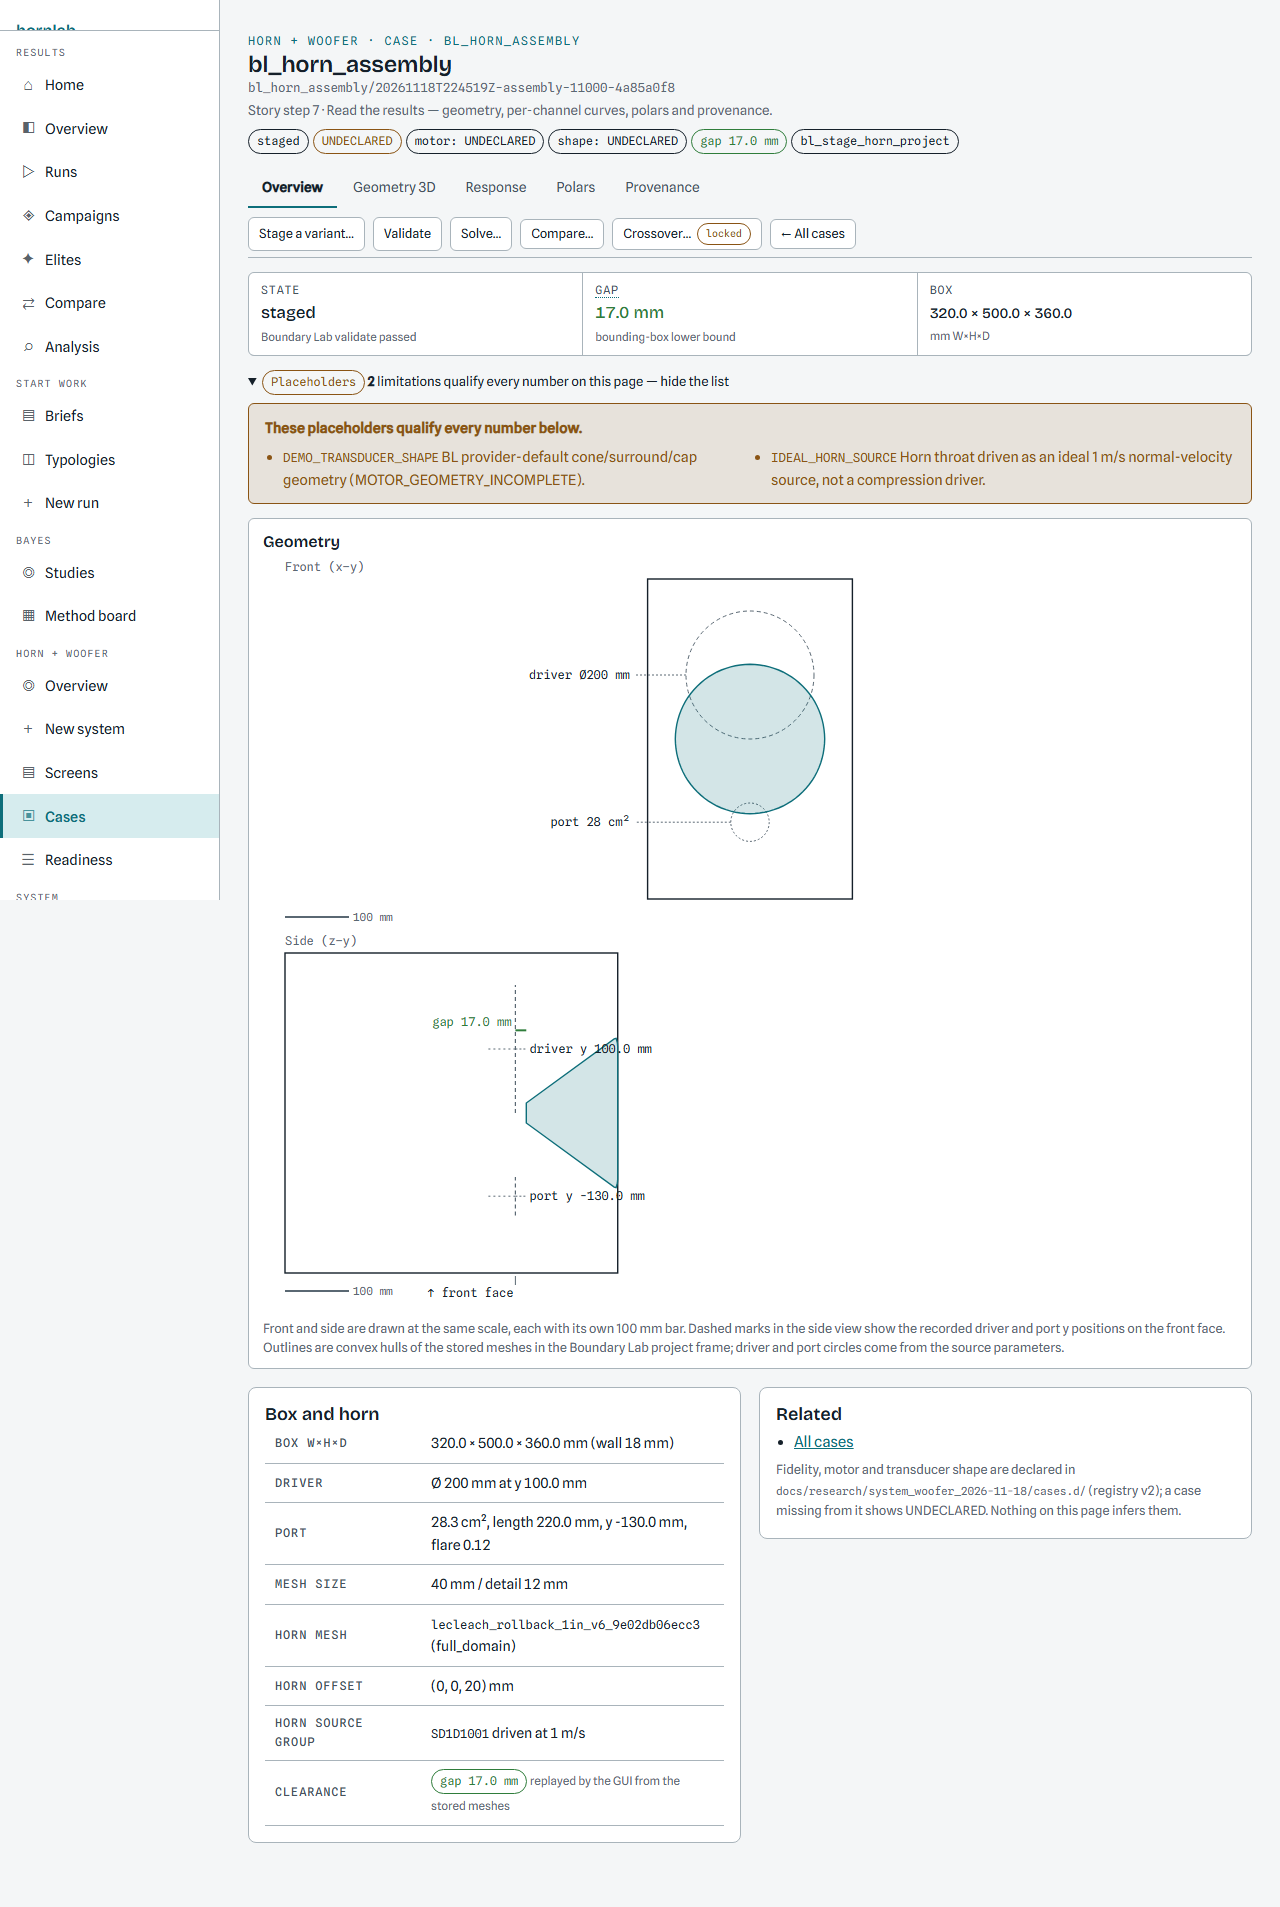 RESULTS
⌂ Home
Overview
Runs
Campaigns
Elites
Compare
Analysis
START WORK
Briefs
Typologies
+ New run
BAYES
Studies
Method board
HORN + WOOFER
Overview
+ New system
Screens
Cases
Readiness
SYSTEM
HORN + WOOFER · CASE · BL_HORN_ASSEMBLY
bl_horn_assembly
bl_horn_assembly/20261118T224519Z-assembly-11000-4a85a0f8
Story step 7 · Read the results — geometry, per-channel curves, polars and provenance.
staged UNDECLARED motor: UNDECLARED shape: UNDECLARED gap 17.0 mm bl_stage_horn_project
Overview Geometry 3D Response Polars Provenance
Stage a variant... Validate Solve... Compare... Crossover... locked ← All cases
STATE
staged
Boundary Lab validate passed
GAP
17.0 mm
bounding-box lower bound
BOX
320.0 × 500.0 × 360.0
mm W×H×D
▼ Placeholders 2 limitations qualify every number on this page — hide the list
These placeholders qualify every number below.
• DEMO_TRANSDUCER_SHAPE BL provider-default cone/surround/cap
geometry (MOTOR_GEOMETRY_INCOMPLETE).
• IDEAL_HORN_SOURCE Horn throat driven as an ideal 1 m/s normal-velocity
source, not a compression driver.
Geometry
Front (x–y)
driver Ø200 mm
port 28 cm²
100 mm
Side (z–y)
gap 17.0 mm
driver y 100.0 mm
port y -130.0 mm
100 mm
↑ front face
Front and side are drawn at the same scale, each with its own 100 mm bar. Dashed marks in the side view show the recorded driver and port y positions on the front face.
Outlines are convex hulls of the stored meshes in the Boundary Lab project frame; driver and port circles come from the source parameters.
Box and horn
BOX W×H×D 320.0 × 500.0 × 360.0 mm (wall 18 mm)
DRIVER Ø 200 mm at y 100.0 mm
PORT 28.3 cm², length 220.0 mm, y -130.0 mm,
flare 0.12
MESH SIZE 40 mm / detail 12 mm
HORN MESH lecleach_rollback_1in_v6_9e02db06ecc3
(full_domain)
HORN OFFSET (0, 0, 20) mm
HORN SOURCE
GROUP SD1D1001 driven at 1 m/s
CLEARANCE gap 17.0 mm replayed by the GUI from the
stored meshes
Related
• All cases
Fidelity, motor and transducer shape are declared in
docs/research/system_woofer_2026-11-18/cases.d/ (registry v2); a case
missing from it shows UNDECLARED. Nothing on this page infers them.